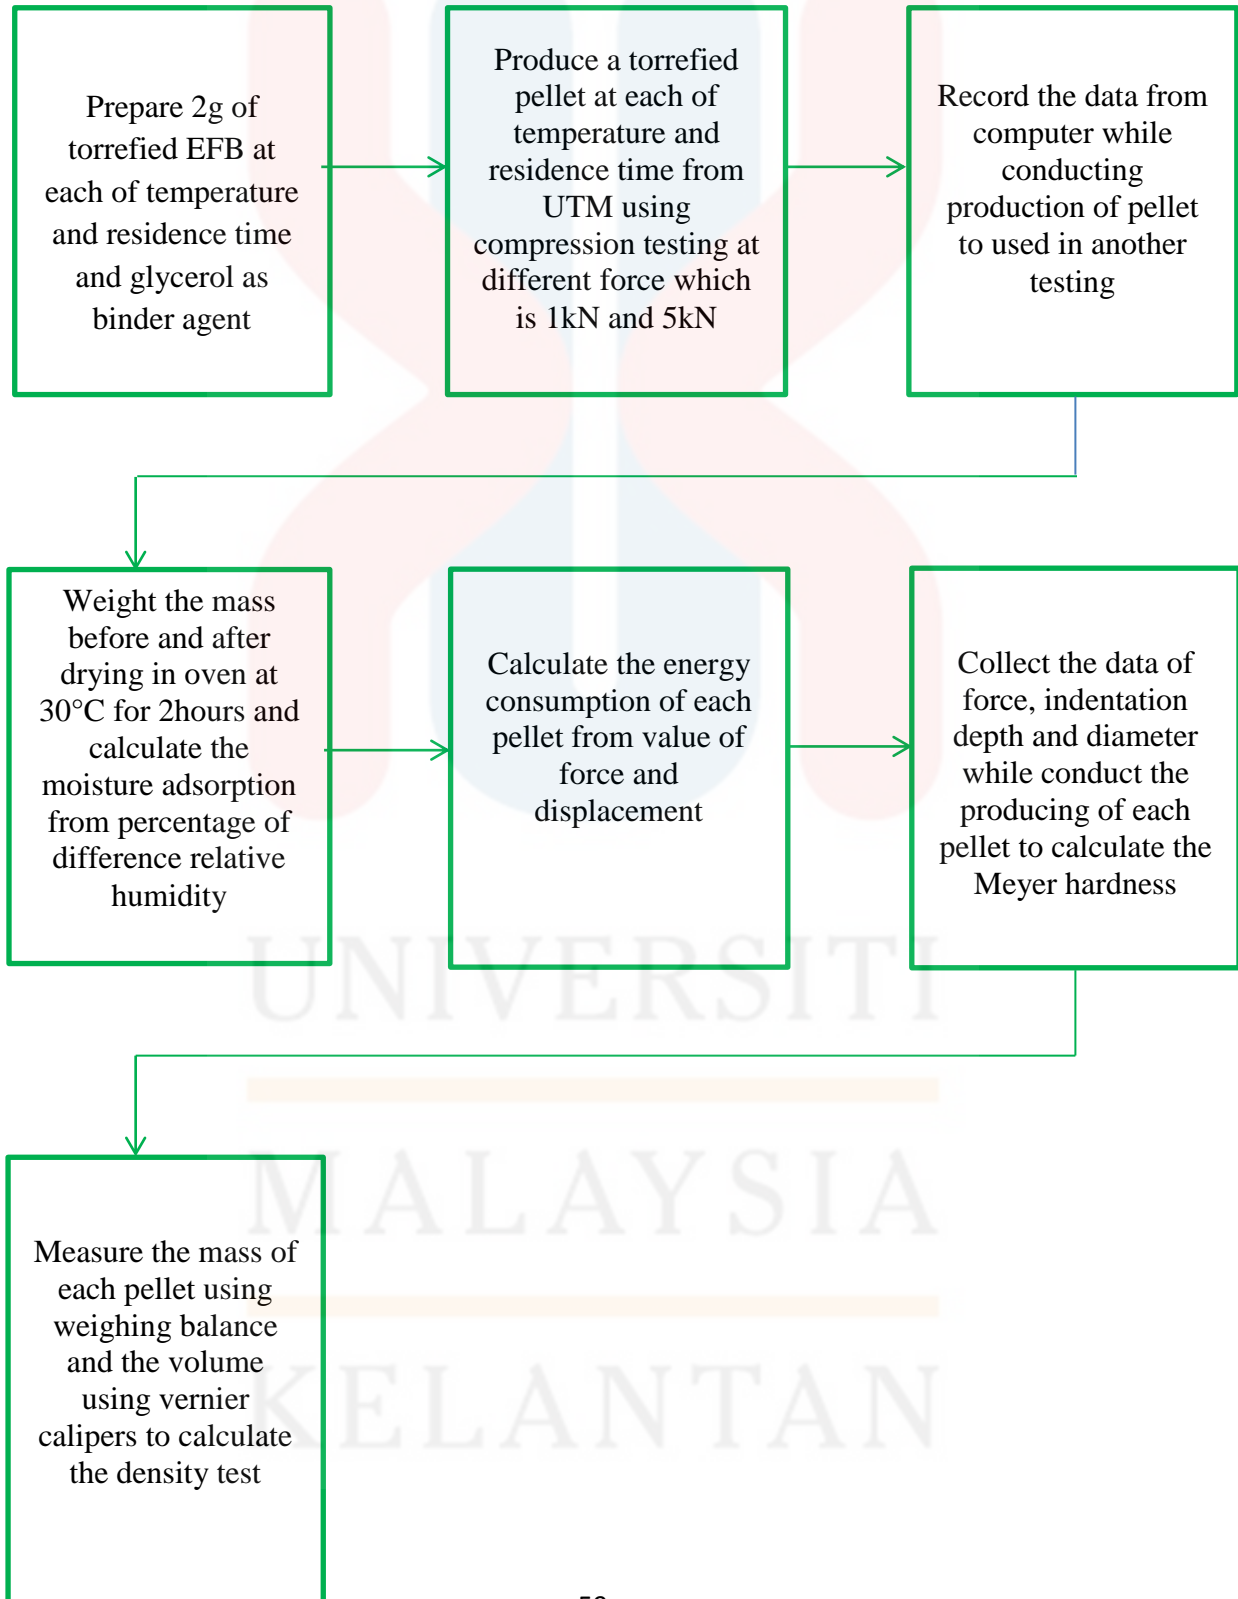 Prepare 2g of
torrefied EFB at
each of temperature
and residence time
and glycerol as
binder agent
Produce a torrefied
pellet at each of
temperature and
residence time from
UTM using
compression testing at
different force which
is 1kN and 5kN
Record the data from
computer while
conducting
production of pellet
to used in another
testing
Weight the mass
before and after
drying in oven at
30°C for 2hours and
calculate the
moisture adsorption
from percentage of
difference relative
humidity
Calculate the energy
consumption of each
pellet from value of
force and
displacement
Collect the data of
force, indentation
depth and diameter
while conduct the
producing of each
pellet to calculate the
Meyer hardness
UNIVERSITI
MALAYSIA
KELANTAN
Measure the mass of
each pellet using
weighing balance
and the volume
using vernier
calipers to calculate
the density test